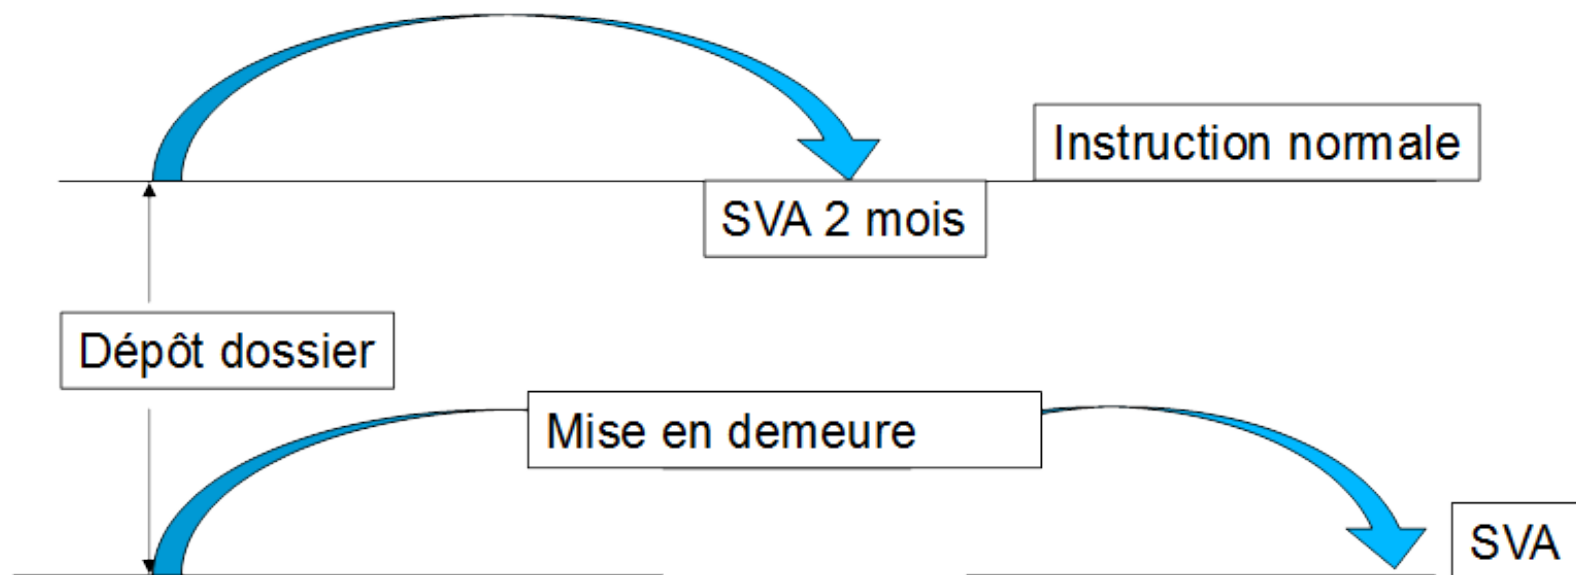 Instruction normale
SVA 2 mois
Dépôt dossier
Mise en demeure
SVA